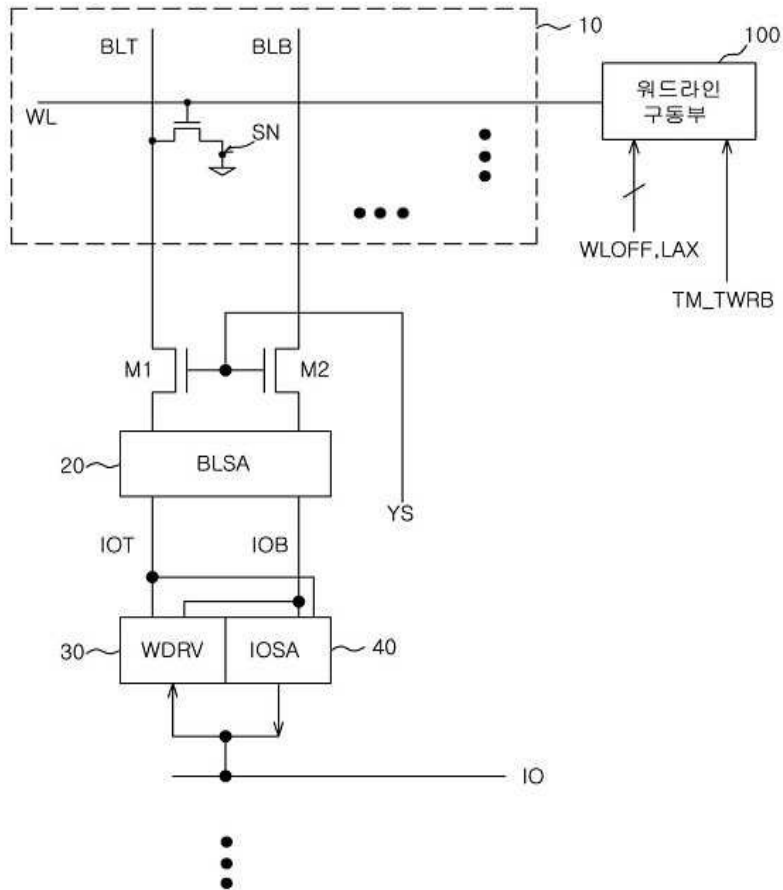 10
BLT
BLB
100
워드라인
구동부
WL
SN
WLOFF,LAX
TM_TWRB
M1
M2
20
BLSA
YS
IOT
IOB
30
WDRV
IOSA
40
IO